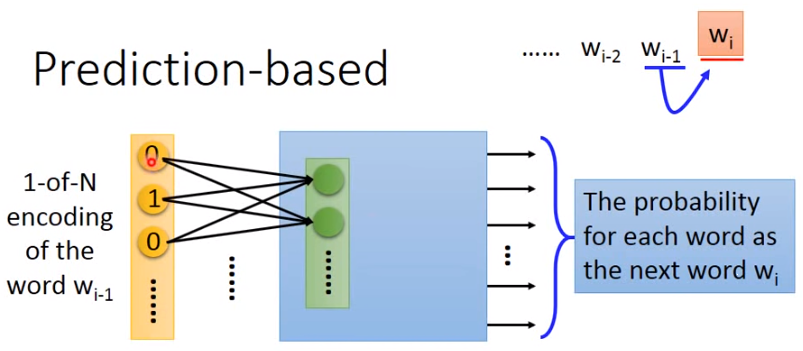 Prediction-based
...... wi-2 wi-1 wi
1-of-N
encoding
of the
word wi-1
0
1
0
......
......
......
⋮
The probability
for each word as
the next word wi